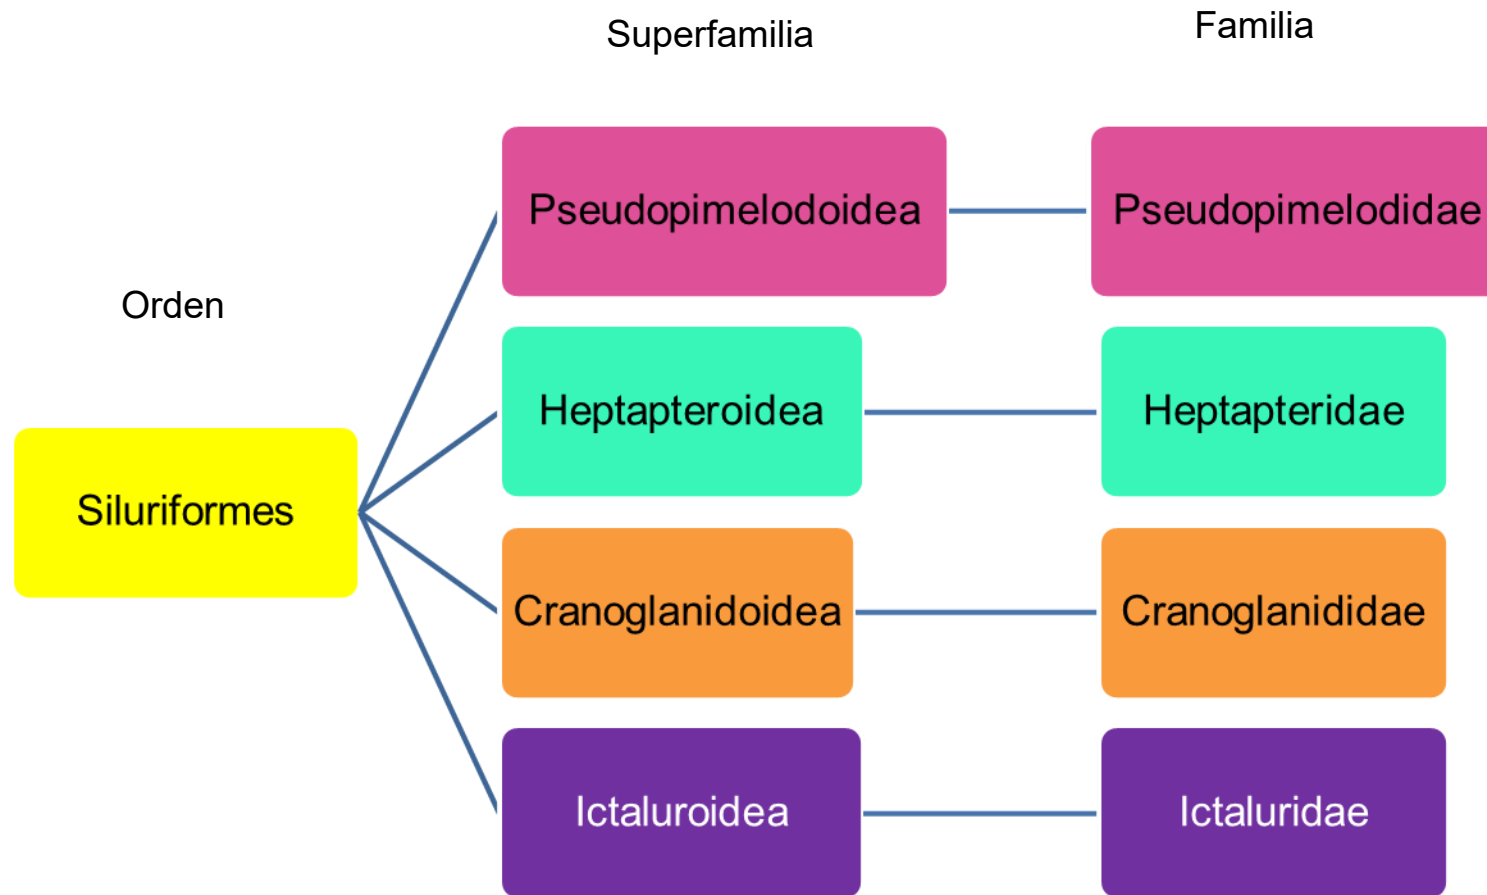 Superfamilia
Familia
Pseudopimelodoidea
Pseudopimelodidae
Orden
Heptapteroidea
Heptapteridae
Siluriformes
Cranoglanidoidea
Cranoglanididae
Ictaluroidea
Ictaluridae